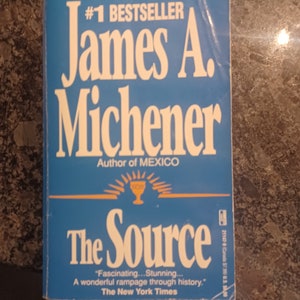 #1 BESTSELLER
James A.
Michener
Author of MEXICO
The Source
"Fascinating...Stunning...
A wonderful rampage through history."
The New York Times